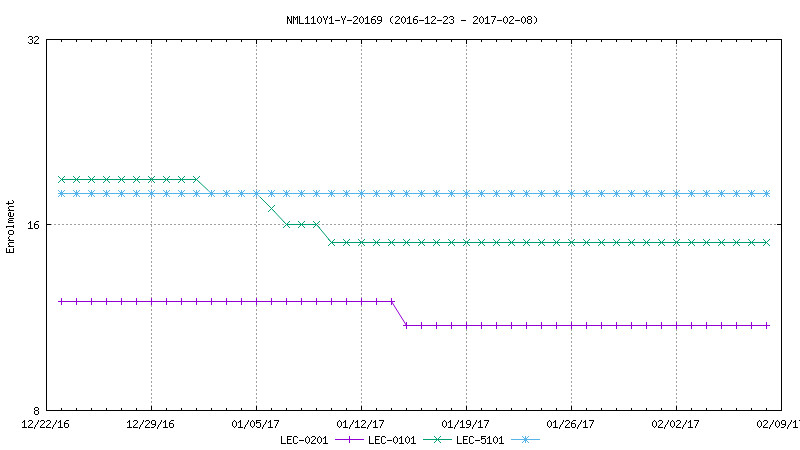 NML110Y1-Y-20169 (2016-12-23 - 2017-02-08)
32
16
8
Enrolment
12/22/16 12/29/16 01/05/17 01/12/17 01/19/17 01/26/17 02/02/17 02/09/1
LEC-0201 LEC-0101 LEC-5101